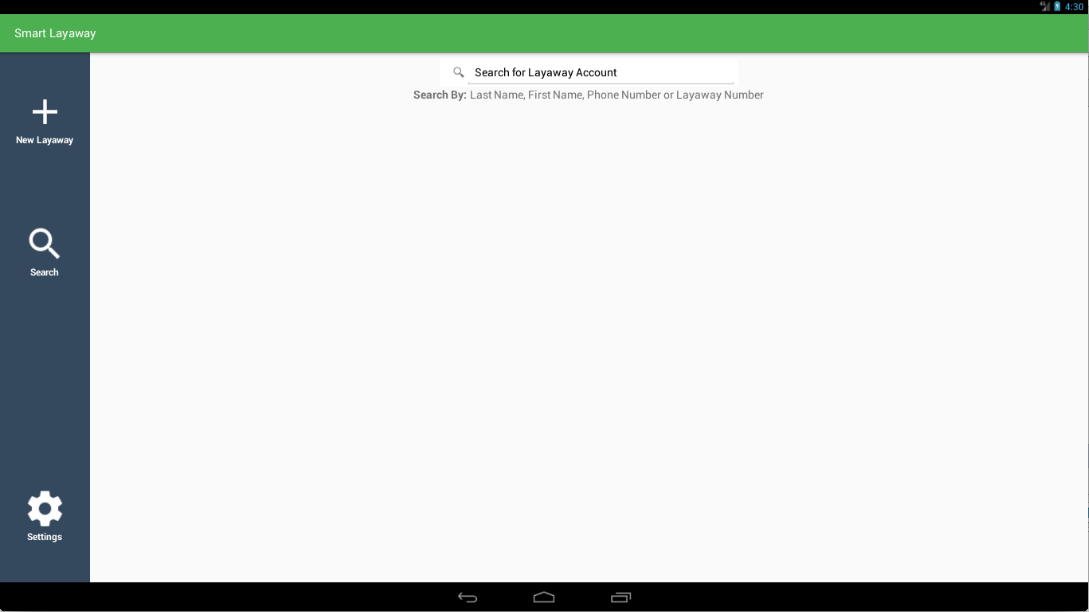 4:30
Smart Layaway
Search for Layaway Account
Search By: Last Name, First Name, Phone Number or Layaway Number
New Layaway
Search
Settings